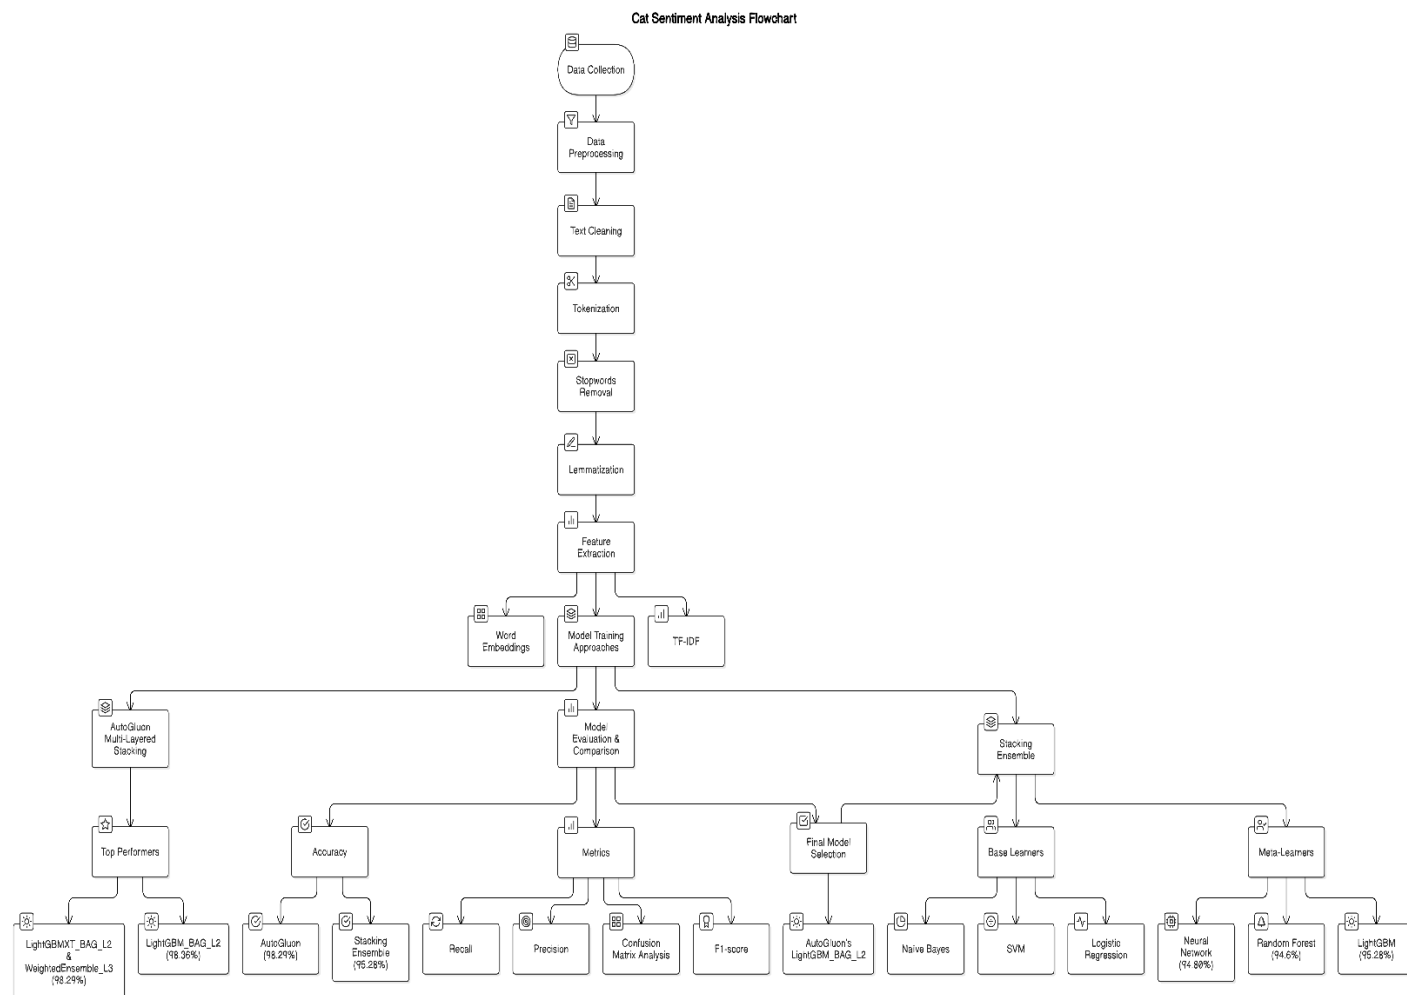 Cat Sentiment Analysis Flowchart
Data Collection
Data
Preprocessing
Text Cleaning
Tokenization
Stopwords
Removal
Lemmatization
Feature
Extraction
Word
Embeddings
Model Training
Approaches
TF-IDF
AutoGluon
Multi-Layered
Stacking
Model
Evaluation &
Comparison
Stacking
Ensemble
Top Performers
Accuracy
Metrics
Final Model
Selection
Base Learners
Meta-Learners
LightGBMXT_BAG_L2
&
WeightedEnsemble_L3
(98.29%)
LightGBM_BAG_L2
(98.36%)
AutoGluon
(98.29%)
Stacking
Ensemble
(95.28%)
Recall
Precision
Confusion
Matrix Analysis
F1-score
AutoGluon's
LightGBM_BAG_L2
Naive Bayes
SVM
Logistic
Regression
Neural
Network
(94.80%)
Random Forest
(94.6%)
LightGBM
(95.28%)